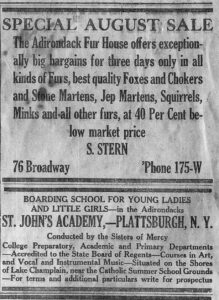 SPECIAL AUGUST SALE
The Adirondack Fur House offers exception-
ally big bargains for three days only in all
kinds of Furs, best quality Foxes and Chokers
and Stone Martens, Jep Martens, Squirrels,
Minks and all other furs, at 40 Per Cent be-
low market price
S. STERN
76 Broadway 'Phone 175-W
BOARDING SCHOOL FOR YOUNG LADIES
AND LITTLE GIRLS—in the Adirondacks
ST. JOHN'S ACADEMY,—PLATTSBURGH, N. Y.
Conducted by the Sisters of Mercy
College Preparatory, Academic and Primary Departments
—Accredited to the State Board of Regents—Courses in Art,
and Vocal and Instrumental Music—Situated on the Shores
of Lake Champlain, near the Catholic Summer School Grounds
—For terms and additional particulars write for prospectus